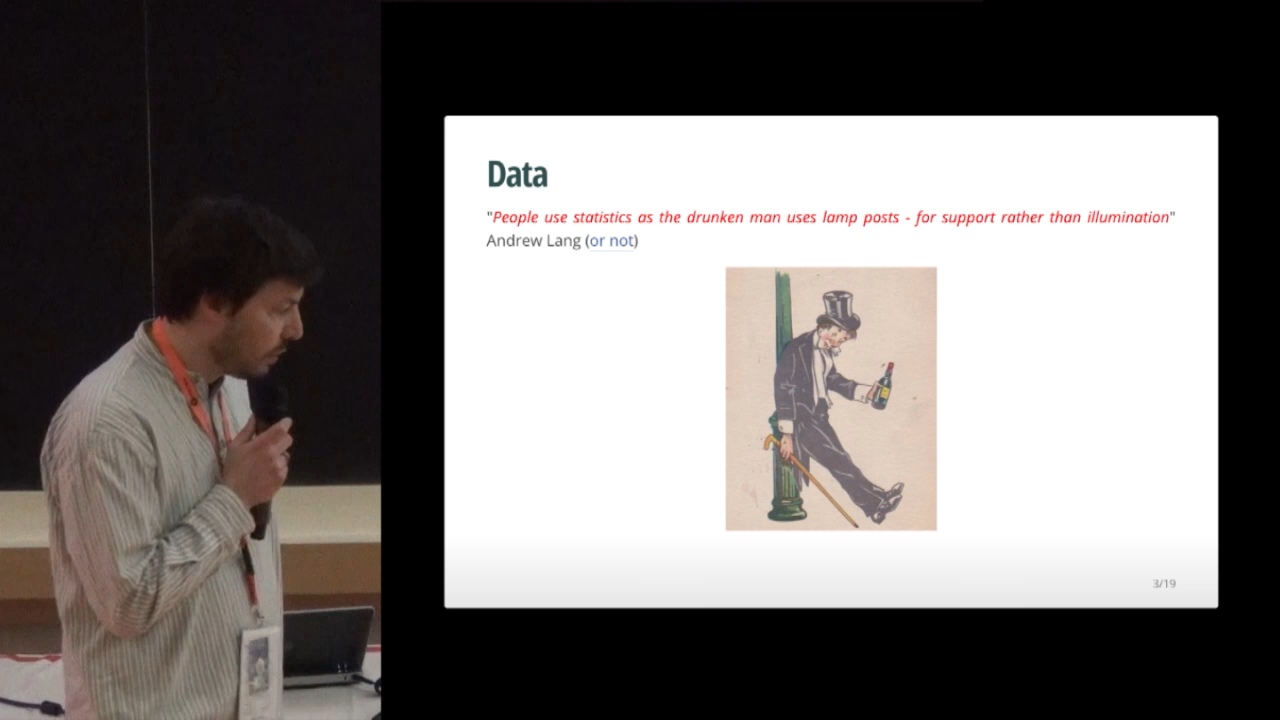 Data
"People use statistics as the drunken man uses lamp posts - for support rather than illumination"
Andrew Lang (or not)
3/19